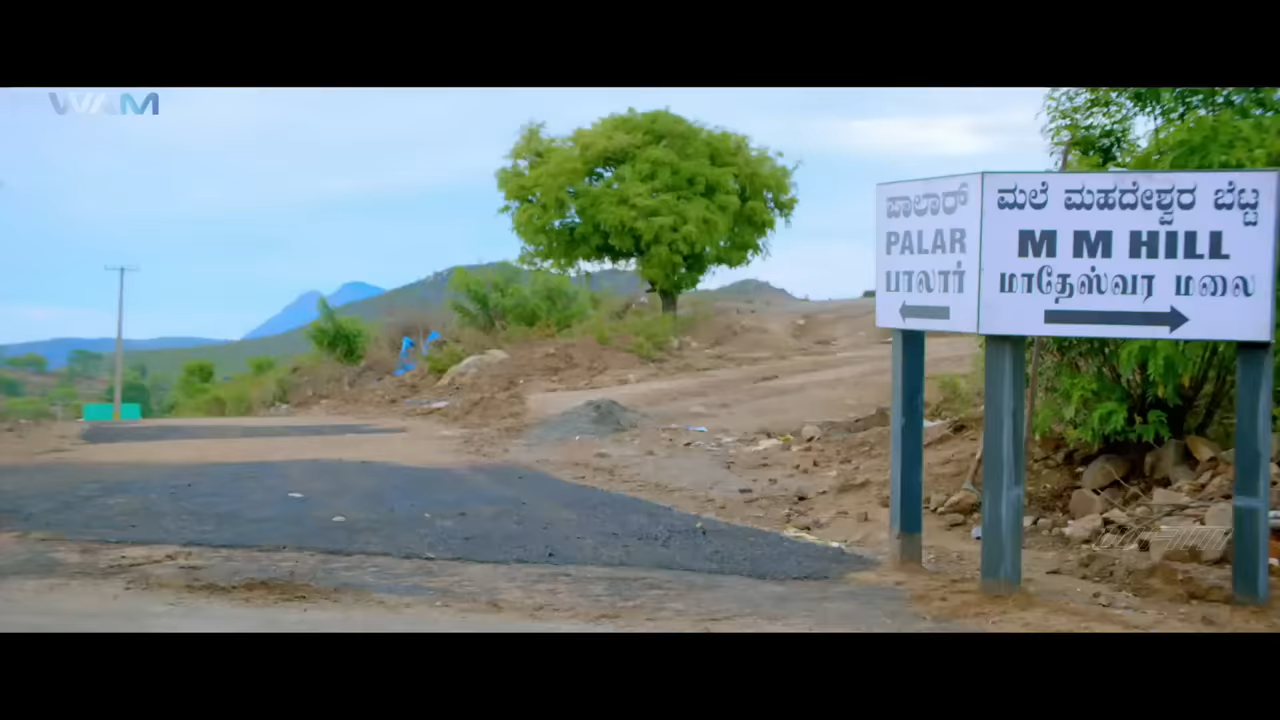 WAM
ಪಾಲಾರ್
PALAR
பாலார்
ಮಲೆ ಮಹದೇಶ್ವರ ಬೆಟ್ಟ
M M HILL
மாதேஸ்வர மலை